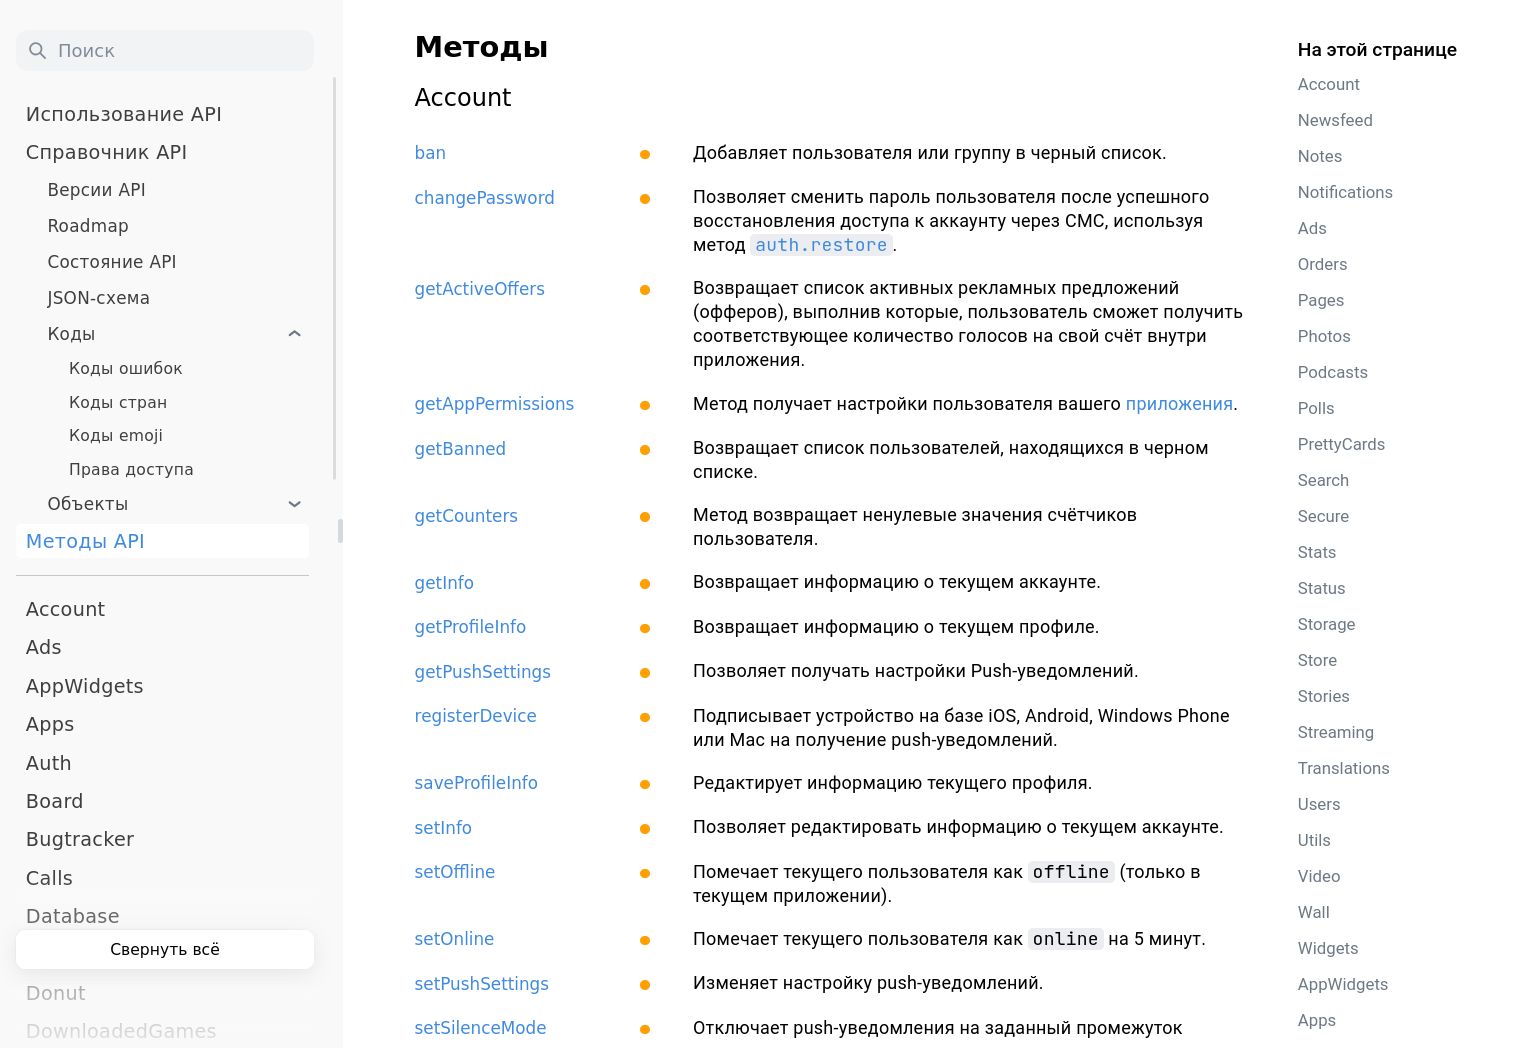 Поиск
Использование API
Справочник API
Версии API
Roadmap
Состояние API
JSON-схема
Коды
Коды ошибок
Коды стран
Коды emoji
Права доступа
Объекты
Методы API
Account
Ads
AppWidgets
Apps
Auth
Board
Bugtracker
Calls
Database
Свернуть всё
Donut
DownloadedGames
Методы
Account
ban
Добавляет пользователя или группу в черный список.
changePassword
Позволяет сменить пароль пользователя после успешного
восстановления доступа к аккаунту через СМС, используя
метод auth.restore.
getActiveOffers
Возвращает список активных рекламных предложений
(офферов), выполнив которые, пользователь сможет получить
соответствующее количество голосов на свой счёт внутри
приложения.
getAppPermissions
Метод получает настройки пользователя вашего приложения.
getBanned
Возвращает список пользователей, находящихся в черном
списке.
getCounters
Метод возвращает ненулевые значения счётчиков
пользователя.
getInfo
Возвращает информацию о текущем аккаунте.
getProfileInfo
Возвращает информацию о текущем профиле.
getPushSettings
Позволяет получать настройки Push-уведомлений.
registerDevice
Подписывает устройство на базе iOS, Android, Windows Phone
или Mac на получение push-уведомлений.
saveProfileInfo
Редактирует информацию текущего профиля.
setInfo
Позволяет редактировать информацию о текущем аккаунте.
setOffline
Помечает текущего пользователя как offline (только в
текущем приложении).
setOnline
Помечает текущего пользователя как online на 5 минут.
setPushSettings
Изменяет настройку push-уведомлений.
setSilenceMode
Отключает push-уведомления на заданный промежуток
На этой странице
Account
Newsfeed
Notes
Notifications
Ads
Orders
Pages
Photos
Podcasts
Polls
PrettyCards
Search
Secure
Stats
Status
Storage
Store
Stories
Streaming
Translations
Users
Utils
Video
Wall
Widgets
AppWidgets
Apps